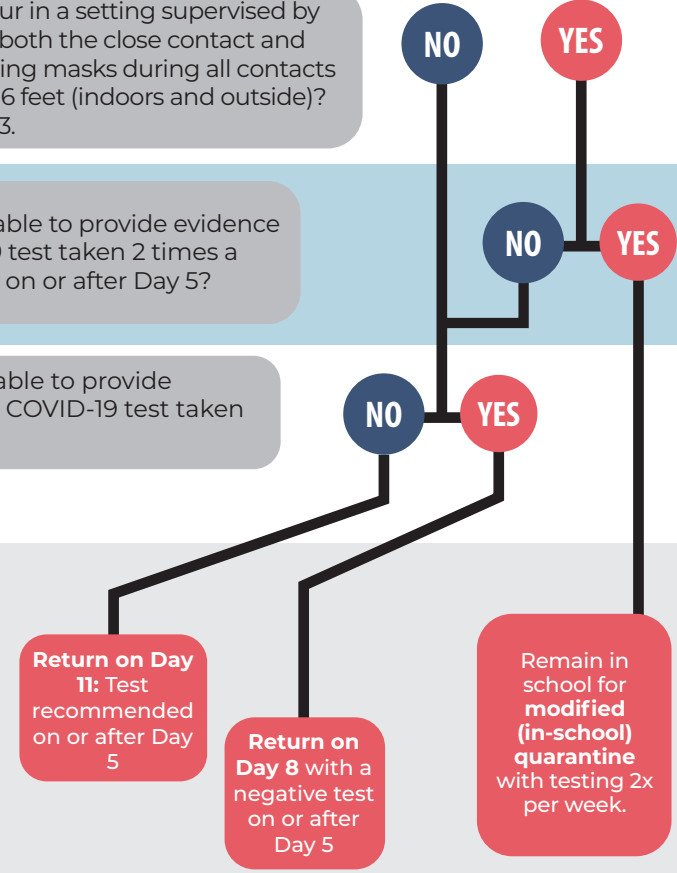 ur in a setting supervised by
both the close contact and
ing masks during all contacts
6 feet (indoors and outside)?
3.
NO
YES
able to provide evidence
test taken 2 times a
on or after Day 5?
NO
YES
able to provide
COVID-19 test taken
NO
YES
Return on Day
11: Test
recommended
on or after Day
5
Return on
Day 8 with a
negative test
on or after
Day 5
Remain in
school for
modified
(in-school)
quarantine
with testing 2x
per week.